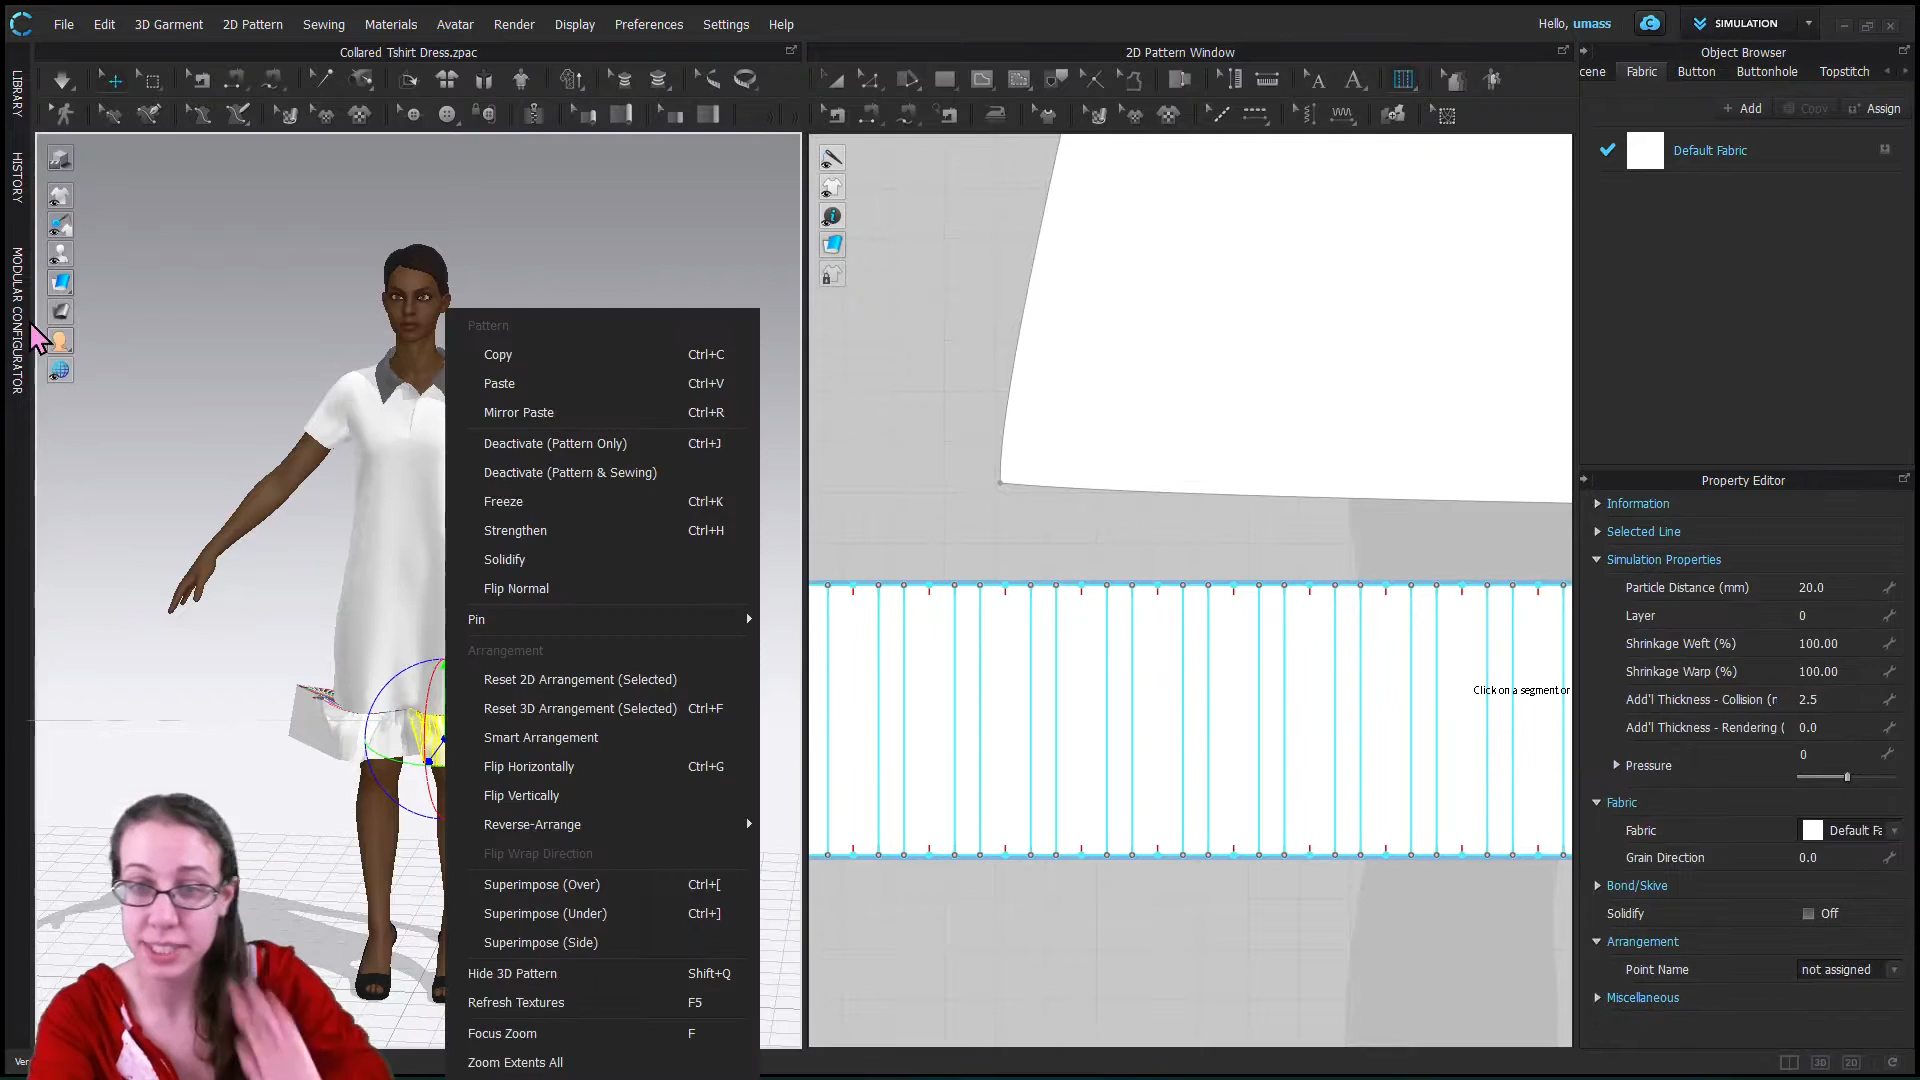 File Edit 3D Garment 2D Pattern Sewing Materials Avatar Render Display Preferences Settings Help
Hello, umass
SIMULATION
Collared Tshirt Dress.zpac
2D Pattern Window
Object Browser
cene Fabric Button Buttonhole Topstitch
Add Copy Assign
Default Fabric
LIBRARY
HISTORY
MODULAR CONFIGURATOR
Pattern
Copy Ctrl+C
Paste Ctrl+V
Mirror Paste Ctrl+R
Deactivate (Pattern Only) Ctrl+J
Deactivate (Pattern & Sewing)
Freeze Ctrl+K
Strengthen Ctrl+H
Solidify
Flip Normal
Pin
Arrangement
Reset 2D Arrangement (Selected)
Reset 3D Arrangement (Selected) Ctrl+F
Smart Arrangement
Flip Horizontally Ctrl+G
Flip Vertically
Reverse-Arrange
Flip Wrap Direction
Superimpose (Over) Ctrl+[
Superimpose (Under) Ctrl+]
Superimpose (Side)
Hide 3D Pattern Shift+Q
Refresh Textures F5
Focus Zoom F
Zoom Extents All
Ver
Click on a segment or
Property Editor
Information
Selected Line
Simulation Properties
Particle Distance (mm) 20.0
Layer 0
Shrinkage Weft (%) 100.00
Shrinkage Warp (%) 100.00
Add'l Thickness - Collision (r 2.5
Add'l Thickness - Rendering ( 0.0
Pressure 0
Fabric
Fabric Default Fa
Grain Direction 0.0
Bond/Skive
Solidify Off
Arrangement
Point Name not assigned
Miscellaneous
3D 2D